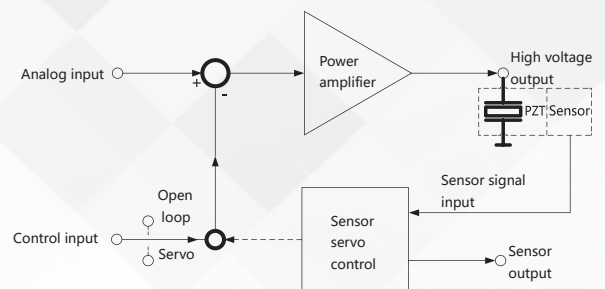 Analog input
+
-
Power
amplifier
High voltage
output
PZT Sensor
Sensor signal
input
Open
loop
Control input
Servo
Sensor
servo
control
Sensor
output